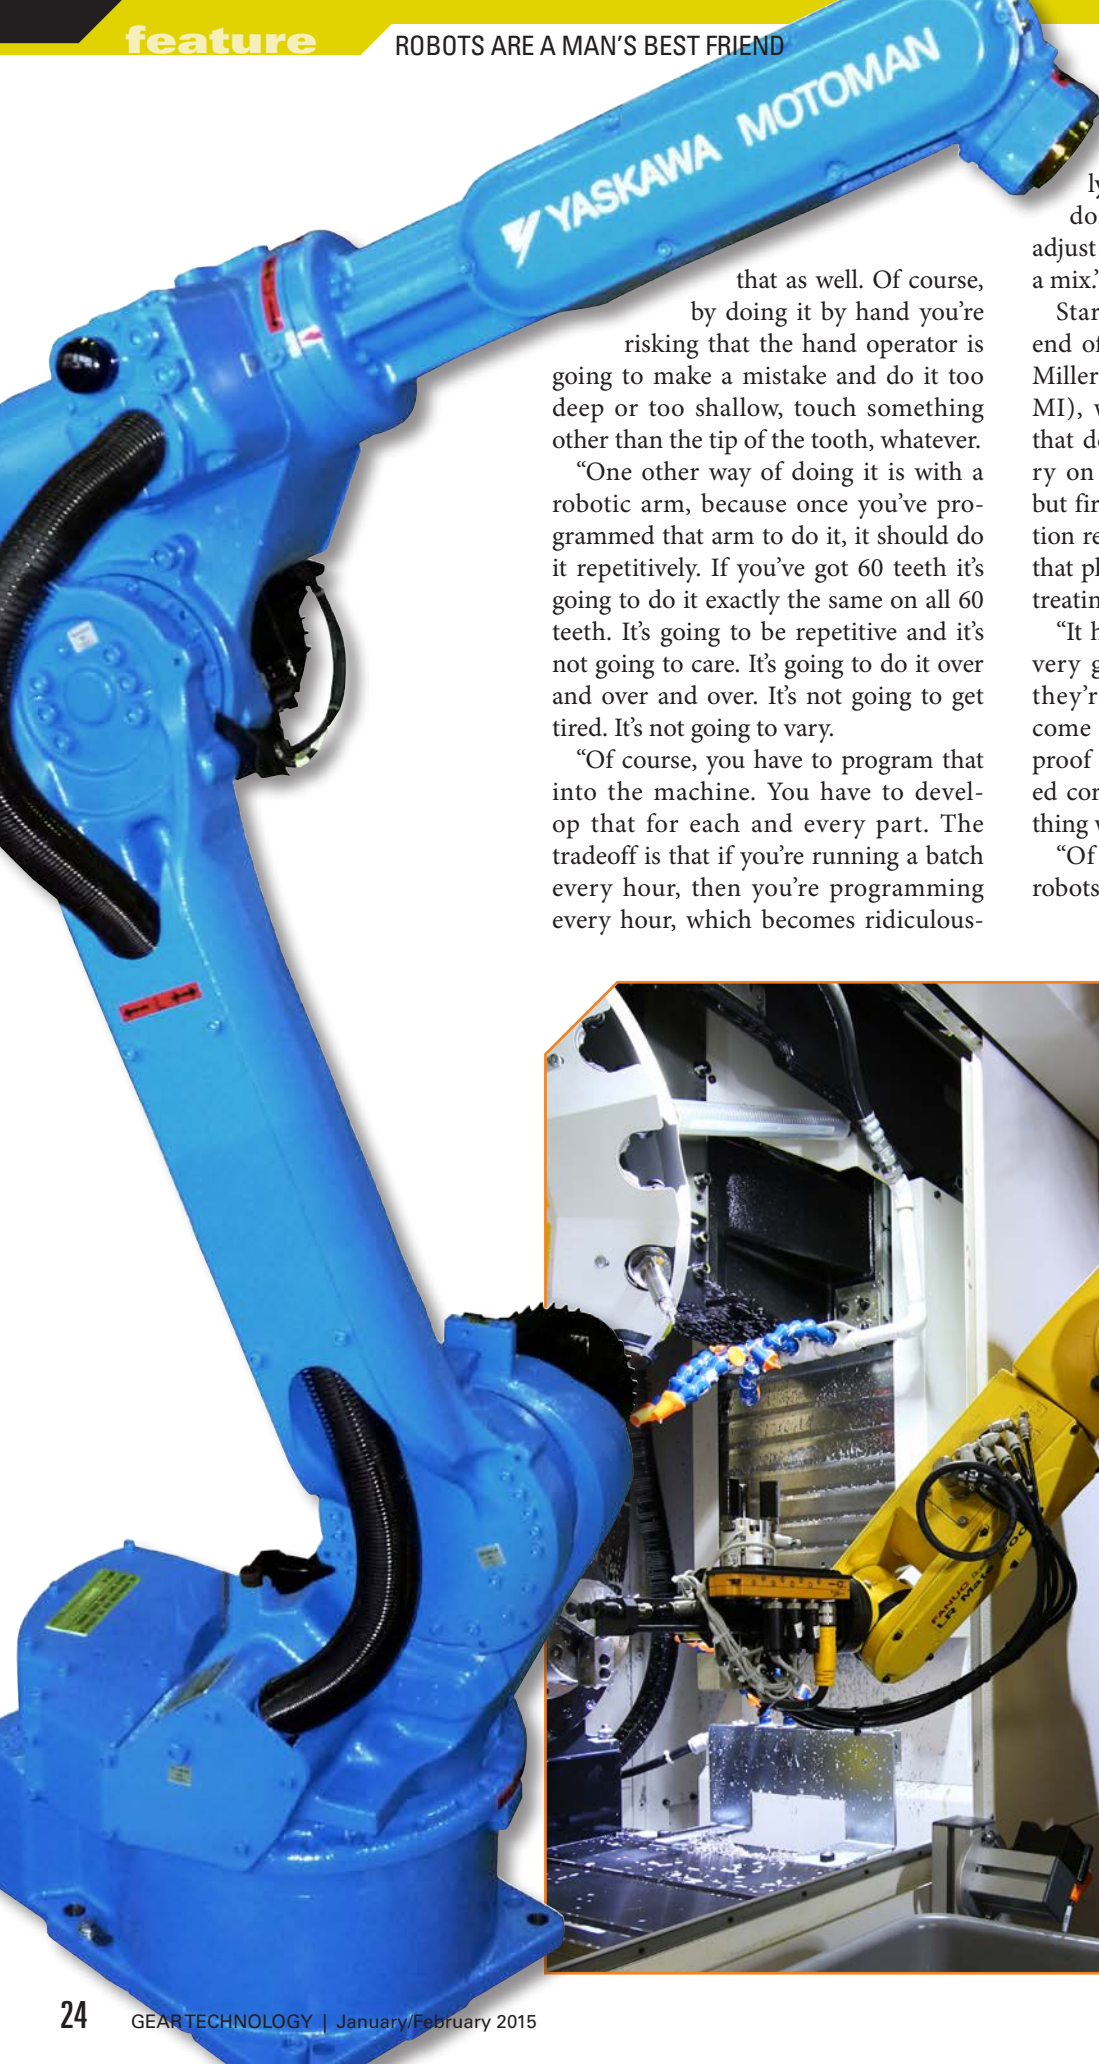 feature
ROBOTS ARE A MAN'S BEST FRIEND
YASKAWA MOTOMAN
that as well. Of course,
by doing it by hand you're
risking that the hand operator is
going to make a mistake and do it too
deep or too shallow, touch something
other than the tip of the tooth, whatever.
“One other way of doing it is with a
robotic arm, because once you've pro-
grammed that arm to do it, it should do
it repetitively. If you've got 60 teeth it's
going to do it exactly the same on all 60
teeth. It's going to be repetitive and it's
not going to care. It's going to do it over
and over and over. It's not going to get
tired. It's not going to vary.
“Of course, you have to program that
into the machine. You have to devel-
op that for each and every part. The
tradeoff is that if you're running a batch
every hour, then you're programming
every hour, which becomes ridiculous-
do
adjust
a mix.”
Star
end of
Miller
MI), w
that de
ry on
but fir
tion re
that pl
treatin
“It h
very g
they'r
come
proof
ed cor
thing w
“Of
robots
FANUC
LR Mate
24
GEAR TECHNOLOGY | January/February 2015